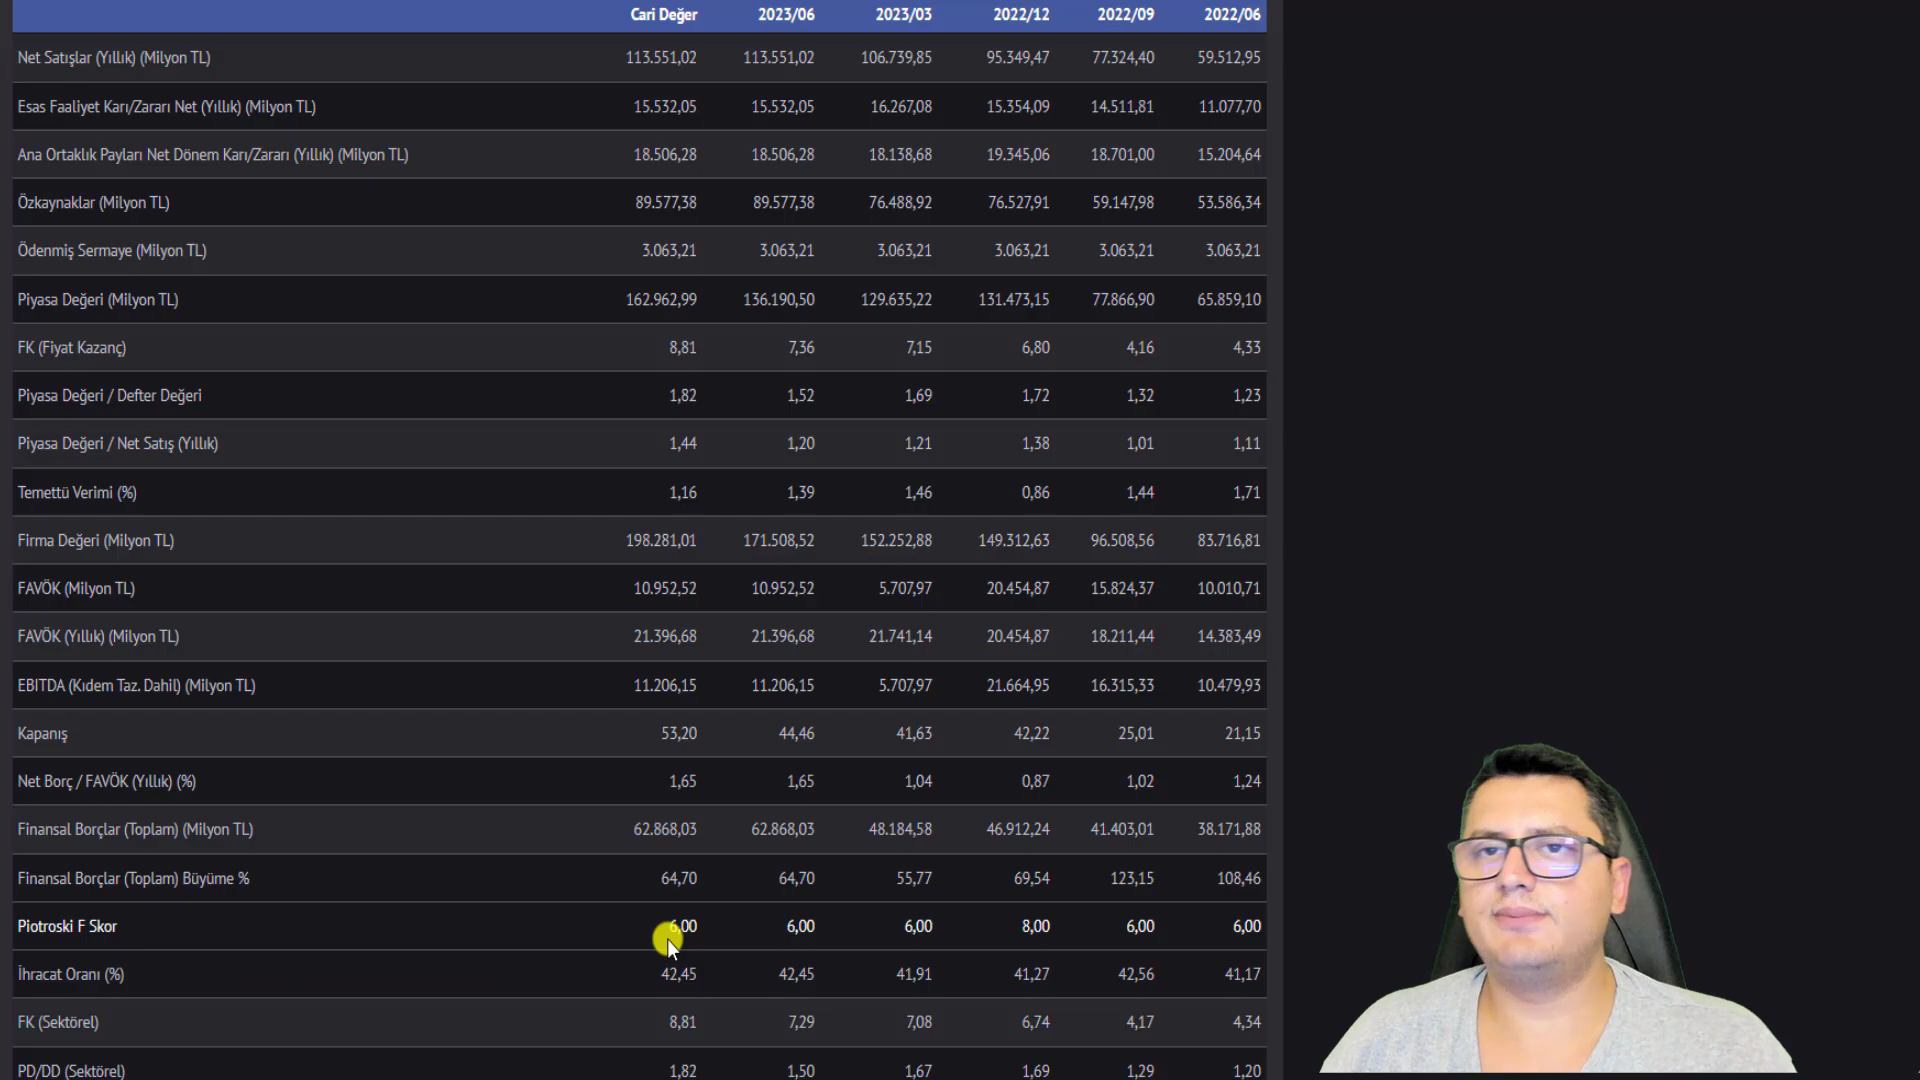 Cari Değer 2023/06 2023/03 2022/12 2022/09 2022/06
Net Satışlar (Yıllık) (Milyon TL) 113.551,02 113.551,02 106.739,85 95.349,47 77.324,40 59.512,95
Esas Faaliyet Karı/Zararı Net (Yıllık) (Milyon TL) 15.532,05 15.532,05 16.267,08 15.354,09 14.511,81 11.077,70
Ana Ortaklık Payları Net Dönem Karı/Zararı (Yıllık) (Milyon TL) 18.506,28 18.506,28 18.138,68 19.345,06 18.701,00 15.204,64
Özkaynaklar (Milyon TL) 89.577,38 89.577,38 76.488,92 76.527,91 59.147,98 53.586,34
Ödenmiş Sermaye (Milyon TL) 3.063,21 3.063,21 3.063,21 3.063,21 3.063,21 3.063,21
Piyasa Değeri (Milyon TL) 162.962,99 136.190,50 129.635,22 131.473,15 77.866,90 65.859,10
FK (Fiyat Kazanç) 8,81 7,36 7,15 6,80 4,16 4,33
Piyasa Değeri / Defter Değeri 1,82 1,52 1,69 1,72 1,32 1,23
Piyasa Değeri / Net Satış (Yıllık) 1,44 1,20 1,21 1,38 1,01 1,11
Temettü Verimi (%) 1,16 1,39 1,46 0,86 1,44 1,71
Firma Değeri (Milyon TL) 198.281,01 171.508,52 152.252,88 149.312,63 96.508,56 83.716,81
FAVÖK (Milyon TL) 10.952,52 10.952,52 5.707,97 20.454,87 15.824,37 10.010,71
FAVÖK (Yıllık) (Milyon TL) 21.396,68 21.396,68 21.741,14 20.454,87 18.211,44 14.383,49
EBITDA (Kıdem Taz. Dahil) (Milyon TL) 11.206,15 11.206,15 5.707,97 21.664,95 16.315,33 10.479,93
Kapanış 53,20 44,46 41,63 42,22 25,01 21,15
Net Borç / FAVÖK (Yıllık) (%) 1,65 1,65 1,04 0,87 1,02 1,24
Finansal Borçlar (Toplam) (Milyon TL) 62.868,03 62.868,03 48.184,58 46.912,24 41.403,01 38.171,88
Finansal Borçlar (Toplam) Büyüme % 64,70 64,70 55,77 69,54 123,15 108,46
Piotroski F Skor 6,00 6,00 6,00 8,00 6,00 6,00
İhracat Oranı (%) 42,45 42,45 41,91 41,27 42,56 41,17
FK (Sektörel) 8,81 7,29 7,08 6,74 4,17 4,34
PD/DD (Sektörel) 1,82 1,50 1,67 1,69 1,29 1,20